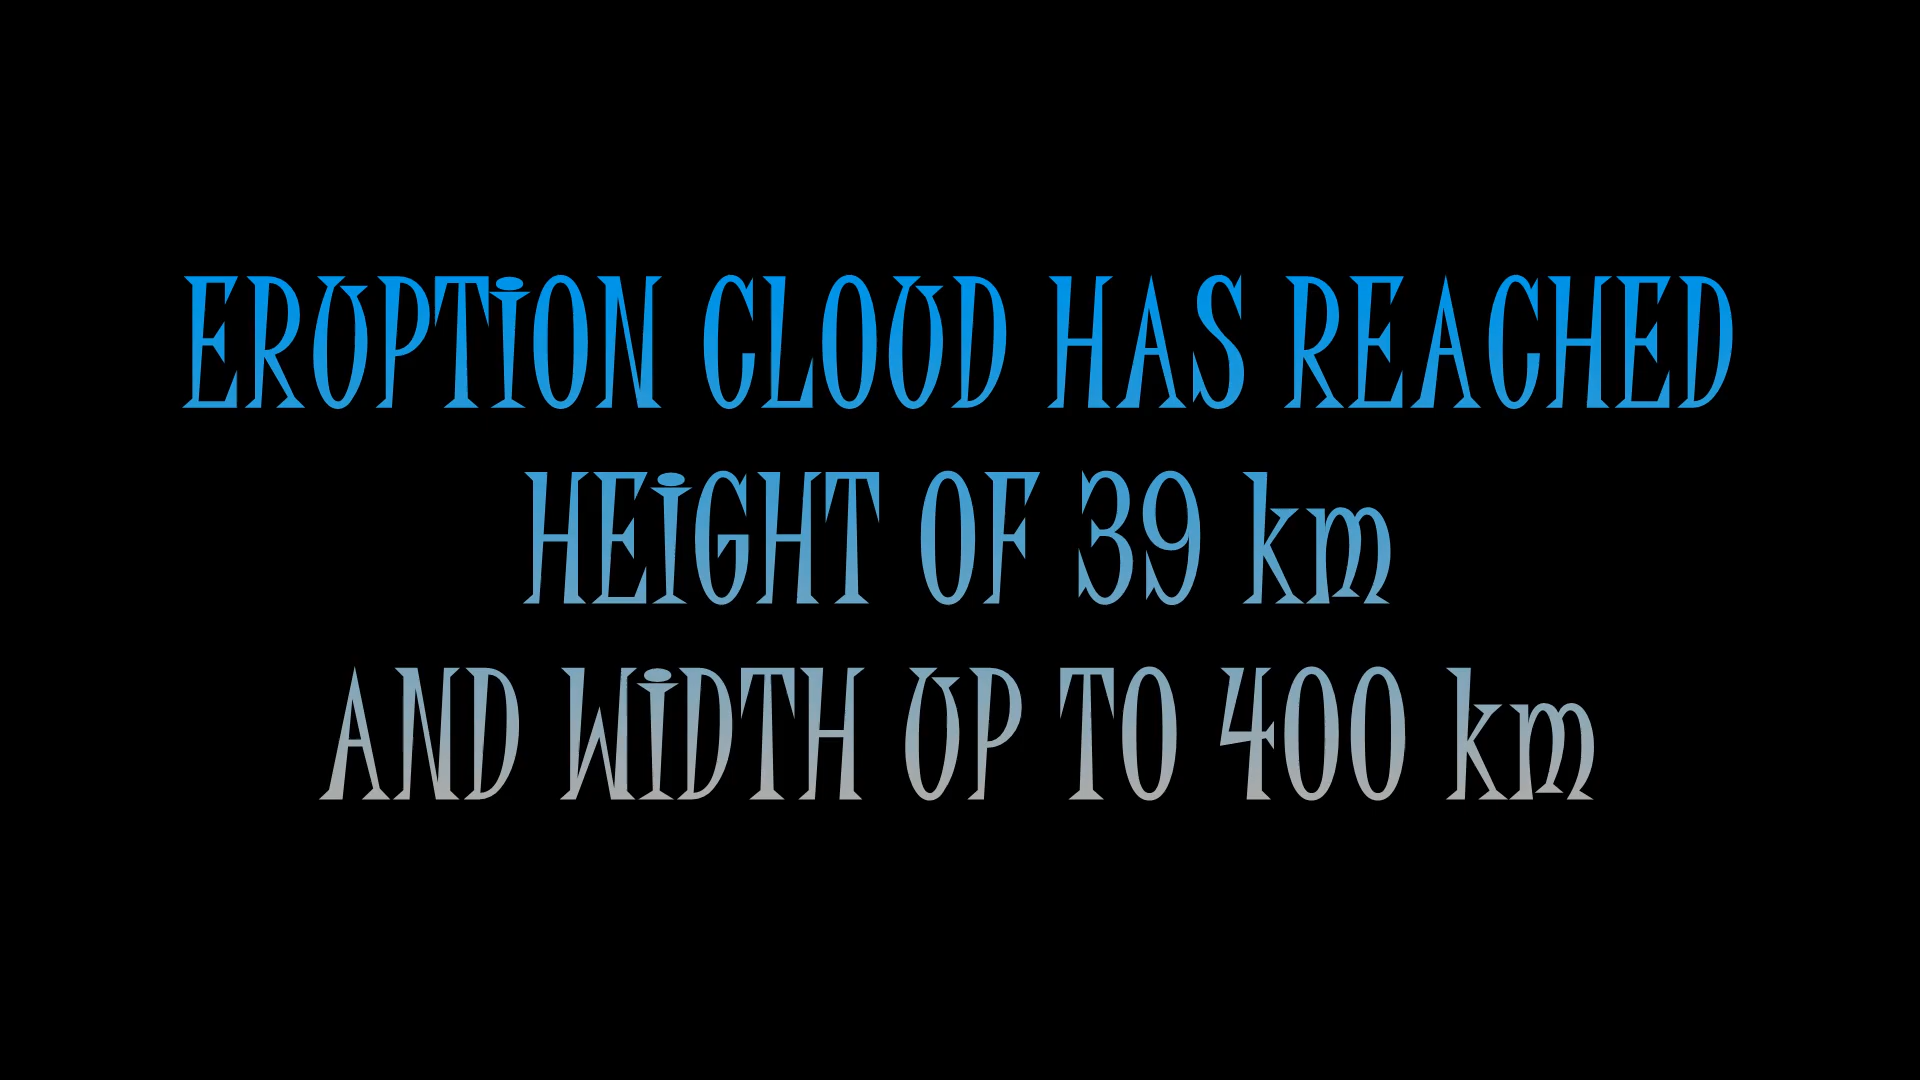 ERUPTION CLOUD HAS REACHED
HEIGHT OF 39 km
AND WIDTH UP TO 400 km